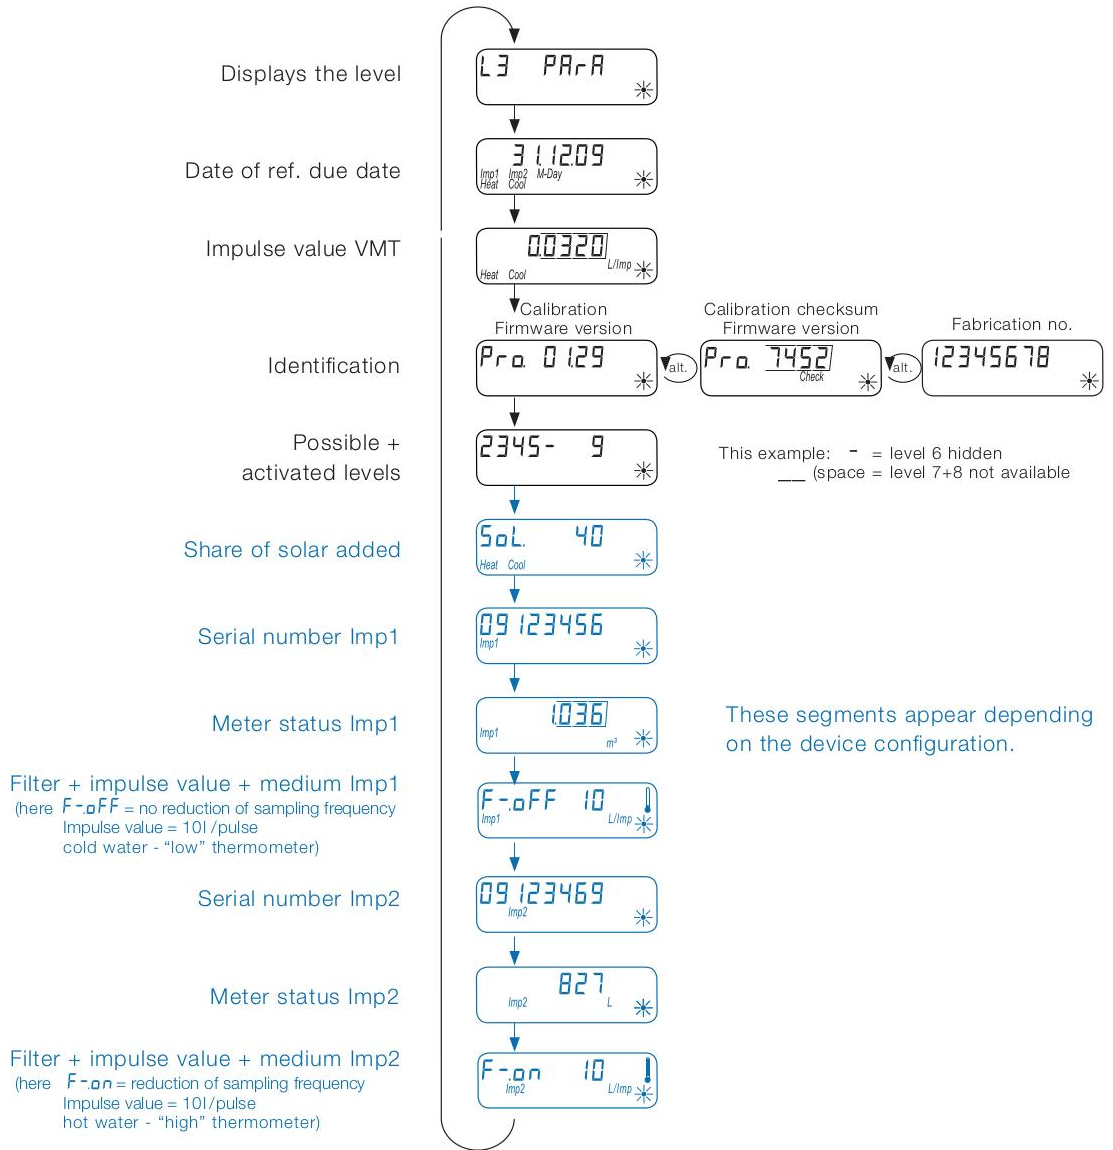 Displays the level
L3 PArA
Date of ref. due date
31.12.09
Imp1 Imp2 M-Day
Heat Cool
Impulse value VMT
0.0320
L/Imp
Heat Cool
Calibration
Firmware version
Calibration checksum
Firmware version
Fabrication no.
Identification
Pro. 01.29
alt.
Pro. 7452
Check
alt.
12345678
Possible +
activated levels
2345- 9
This example: - = level 6 hidden
__ (space = level 7+8 not available
Share of solar added
SoL. 40
Heat Cool
Serial number Imp1
09123456
Imp1
Meter status Imp1
1.036
Imp1 m³
These segments appear depending
on the device configuration.
Filter + impulse value + medium Imp1
(here F-.oFF = no reduction of sampling frequency
Impulse value = 10l/pulse
cold water - “low” thermometer)
F-.oFF 10
Imp1 L/Imp
Serial number Imp2
09123469
Imp2
Meter status Imp2
827
Imp2 L
Filter + impulse value + medium Imp2
(here F-.on = reduction of sampling frequency
Impulse value = 10l/pulse
hot water - “high” thermometer)
F-.on 10
Imp2 L/Imp